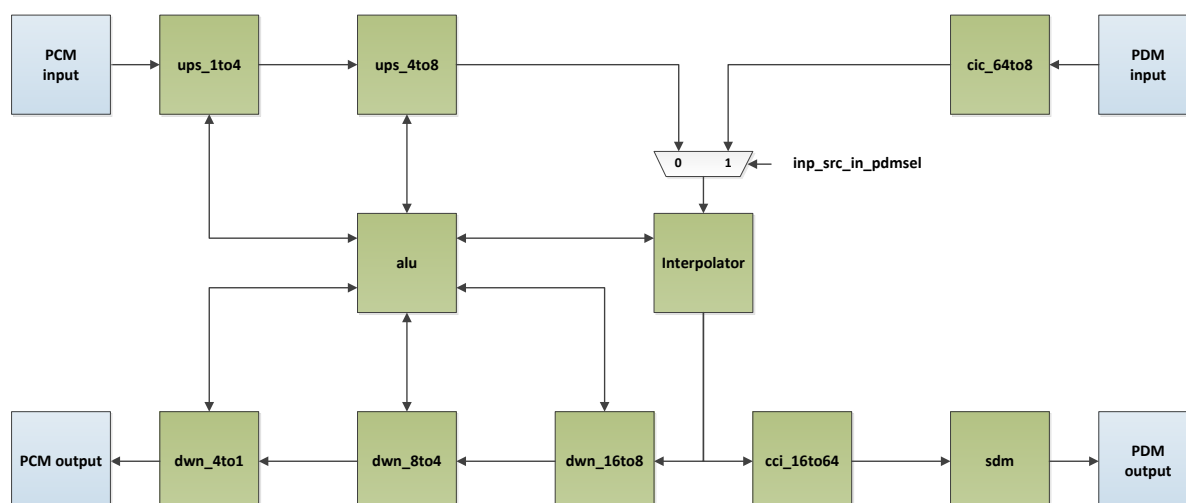 PCM
input
ups_1to4
ups_4to8
cic_64to8
PDM
input
0
1
inp_src_in_pdmsel
alu
Interpolator
PCM output
dwn_4to1
dwn_8to4
dwn_16to8
cci_16to64
sdm
PDM
output